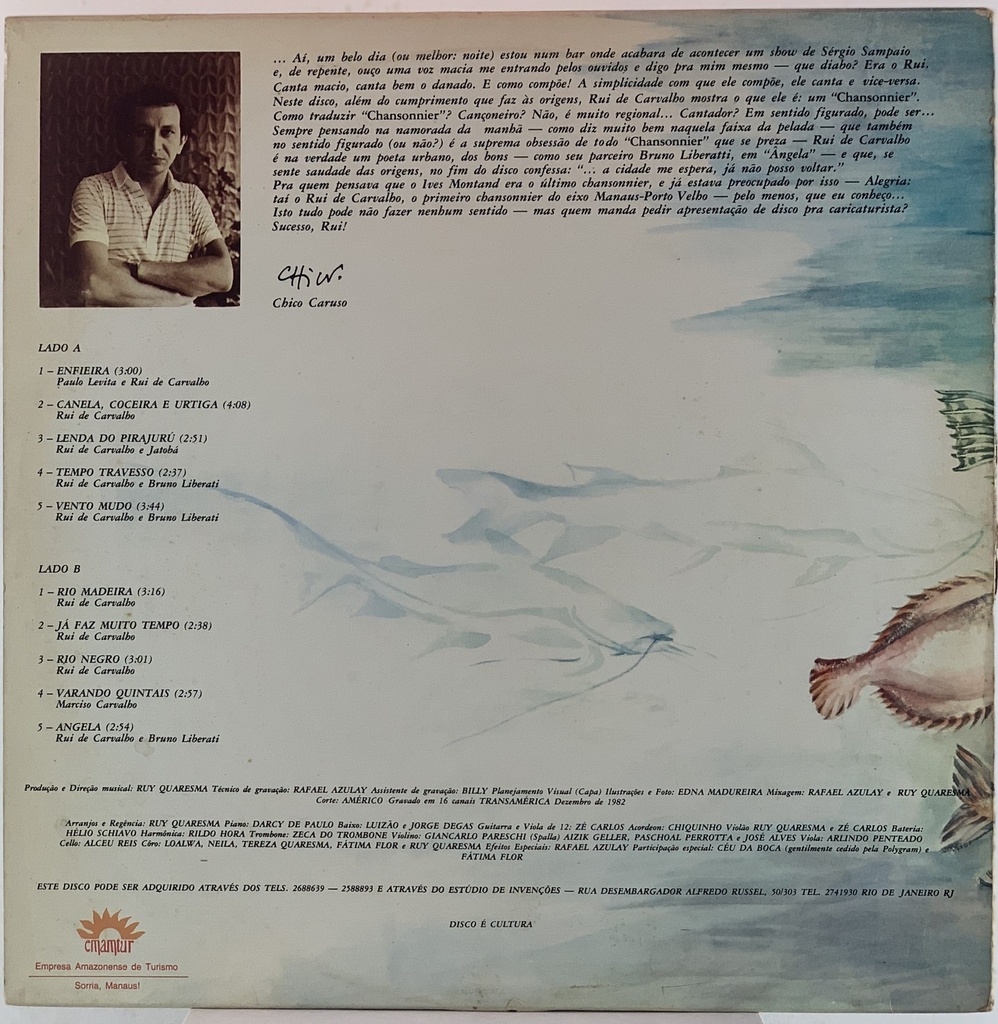 ... Aí, um belo dia (ou melhor: noite) estou num bar onde acabara de acontecer um show de Sérgio Sampaio
e, de repente, ouço uma voz macia me entrando pelos ouvidos e digo pra mim mesmo — que diabo? Era o Rui.
Canta macio, canta bem o danado. E como compõe! A simplicidade com que ele compõe, ele canta e vice-versa.
Neste disco, além do cumprimento que faz às origens, Rui de Carvalho mostra o que ele é: um "Chansonnier".
Como traduzir "Chansonnier"? Cançoneiro? Não, é muito regional... Cantador? Em sentido figurado, pode ser...
Sempre pensando na namorada da manhã — como diz muito bem naquela faixa da pelada — que também
no sentido figurado (ou não?) é a suprema obsessão de todo "Chansonnier" que se preza — Rui de Carvalho
é na verdade um poeta urbano, dos bons — como seu parceiro Bruno Liberatti, em "Ângela" — e que, se
sente saudade das origens, no fim do disco confessa: "... a cidade me espera, já não posso voltar."
Pra quem pensava que o Ives Montand era o último chansonnier, e já estava preocupado por isso — Alegria:
taí o Rui de Carvalho, o primeiro chansonnier do eixo Manaus-Porto Velho — pelo menos, que eu conheço...
Isto tudo pode não fazer nenhum sentido — mas quem manda pedir apresentação de disco pra caricaturista?
Sucesso, Rui!
Chico Caruso
LADO A
1 – ENFIEIRA (3:00)
Paulo Levita e Rui de Carvalho
2 – CANELA, COCEIRA E URTIGA (4:08)
Rui de Carvalho
3 – LENDA DO PIRAJURÚ (2:51)
Rui de Carvalho e Jatobá
4 – TEMPO TRAVESSO (2:37)
Rui de Carvalho e Bruno Liberati
5 – VENTO MUDO (3:44)
Rui de Carvalho e Bruno Liberati
LADO B
1 – RIO MADEIRA (3:16)
Rui de Carvalho
2 – JÁ FAZ MUITO TEMPO (2:38)
Rui de Carvalho
3 – RIO NEGRO (3:01)
Rui de Carvalho
4 – VARANDO QUINTAIS (2:57)
Marciso Carvalho
5 – ANGELA (2:54)
Rui de Carvalho e Bruno Liberati
Produção e Direção musical: RUY QUARESMA Técnico de gravação: RAFAEL AZULAY Assistente de gravação: BILLY Planejamento Visual (Capa) Ilustrações e Foto: EDNA MADUREIRA Mixagem: RAFAEL AZULAY e RUY QUARESMA
Corte: AMÉRICO Gravado em 16 canais TRANSAMÉRICA Dezembro de 1982
Arranjos e Regência: RUY QUARESMA Piano: DARCY DE PAULO Baixo: LUIZÃO e JORGE DEGAS Guitarra e Viola de 12: ZÉ CARLOS Acordeon: CHIQUINHO Violão RUY QUARESMA e ZÉ CARLOS Bateria:
HÉLIO SCHIAVO Harmônica: RILDO HORA Trombone: ZECA DO TROMBONE Violino: GIANCARLO PARESCHI (Spalla) AIZIK GELLER, PASCHOAL PERROTTA e JOSÉ ALVES Viola: ARLINDO PENTEADO
Cello: ALCEU REIS Côro: LOALWA, NEILA, TEREZA QUARESMA, FÁTIMA FLOR e RUY QUARESMA Efeitos Especiais: RAFAEL AZULAY Participação especial: CÉU DA BOCA (gentilmente cedido pela Polygram) e
FÁTIMA FLOR
ESTE DISCO PODE SER ADQUIRIDO ATRAVÉS DOS TELS. 2688639 — 2588893 E ATRAVÉS DO ESTÚDIO DE INVENÇÕES — RUA DESEMBARGADOR ALFREDO RUSSEL, 50/303 TEL. 2741930 RIO DE JANEIRO RJ
DISCO É CULTURA
emamtur
Empresa Amazonense de Turismo
Sorria, Manaus!